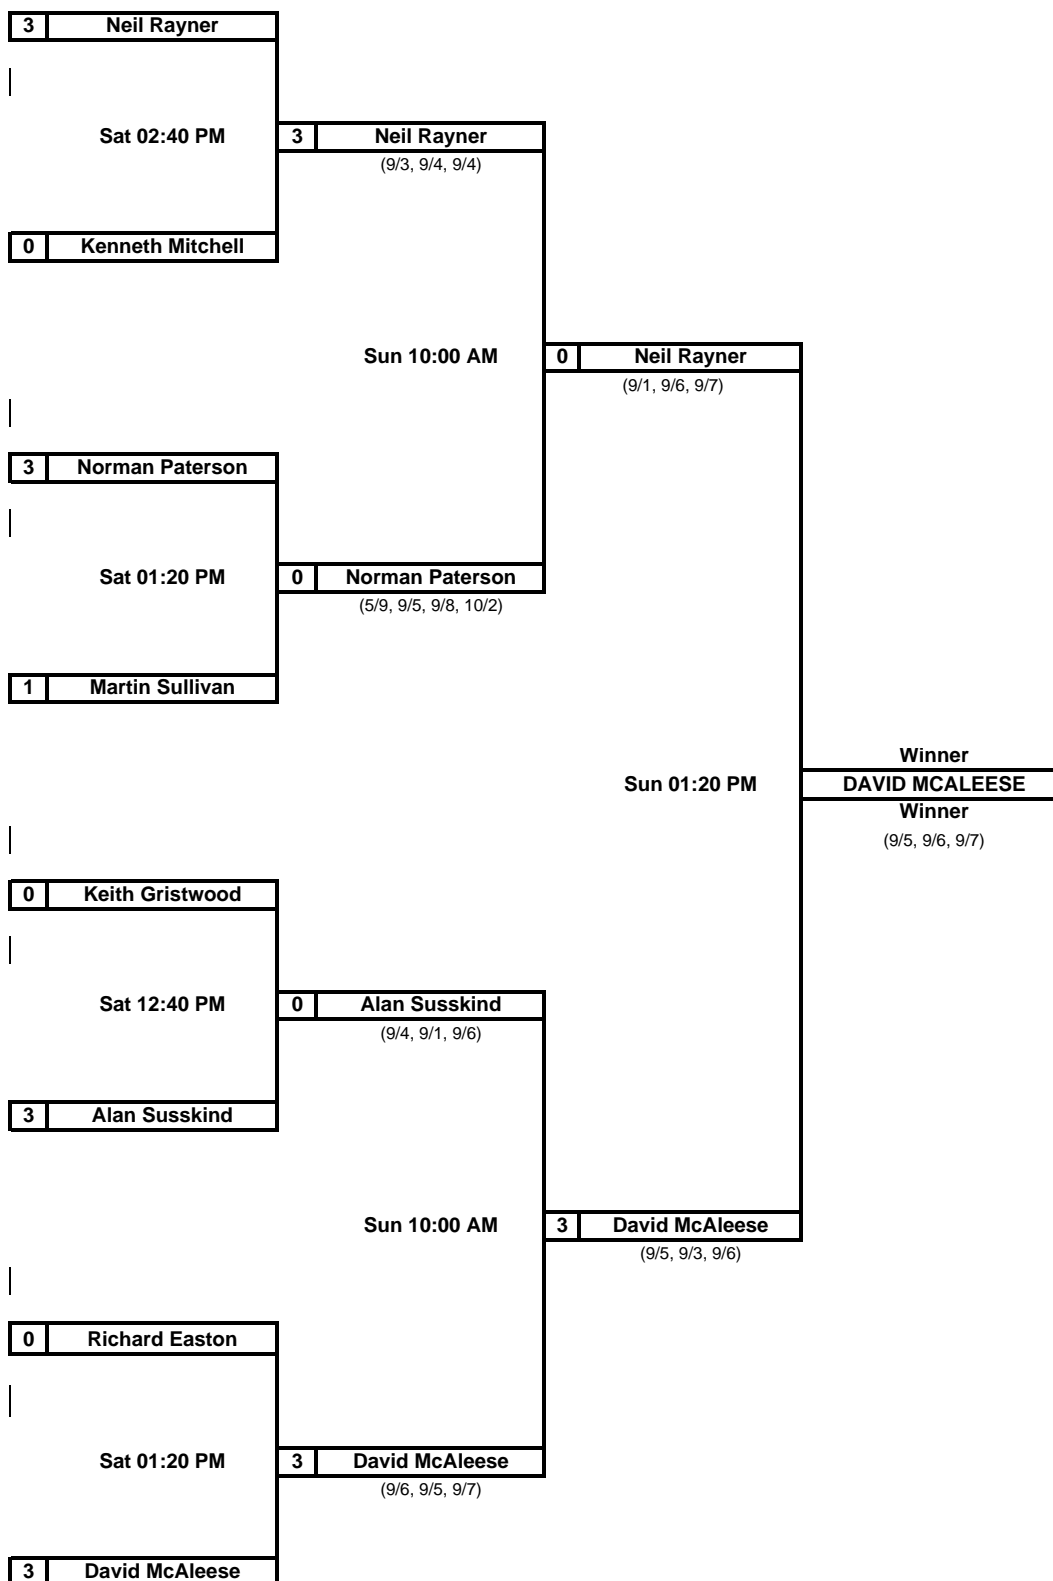 3 Neil Rayner
Sat 02:40 PM 3 Neil Rayner
(9/3, 9/4, 9/4)
0 Kenneth Mitchell
Sun 10:00 AM 0 Neil Rayner
(9/1, 9/6, 9/7)
3 Norman Paterson
Sat 01:20 PM 0 Norman Paterson
(5/9, 9/5, 9/8, 10/2)
1 Martin Sullivan
Winner
Sun 01:20 PM DAVID MCALEESE
Winner
(9/5, 9/6, 9/7)
0 Keith Gristwood
Sat 12:40 PM 0 Alan Susskind
(9/4, 9/1, 9/6)
3 Alan Susskind
Sun 10:00 AM 3 David McAleese
(9/5, 9/3, 9/6)
0 Richard Easton
Sat 01:20 PM 3 David McAleese
(9/6, 9/5, 9/7)
3 David McAleese